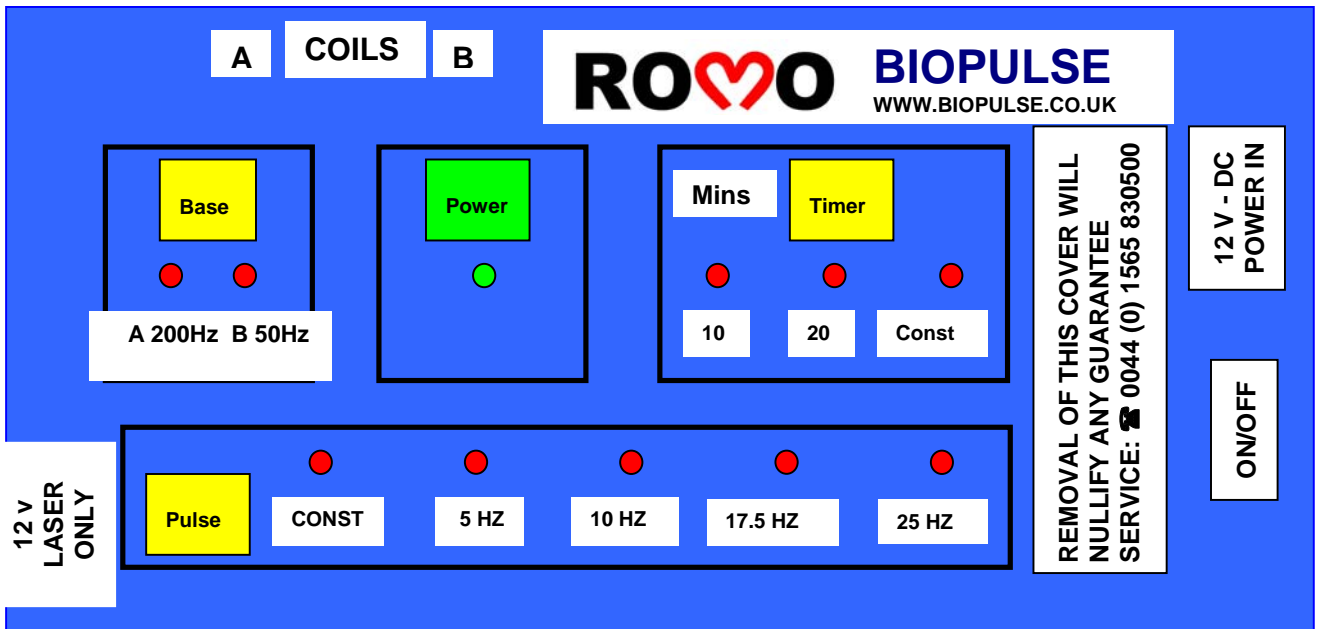 A COILS B
ROMO BIOPULSE
WWW.BIOPULSE.CO.UK
Base
A 200Hz B 50Hz
Power
Mins Timer
10 20 Const
Pulse
CONST 5 HZ 10 HZ 17.5 HZ 25 HZ
12 v
LASER
ONLY
REMOVAL OF THIS COVER WILL
NULLIFY ANY GUARANTEE
SERVICE: ☎ 0044 (0) 1565 830500
12 V - DC
POWER IN
ON/OFF